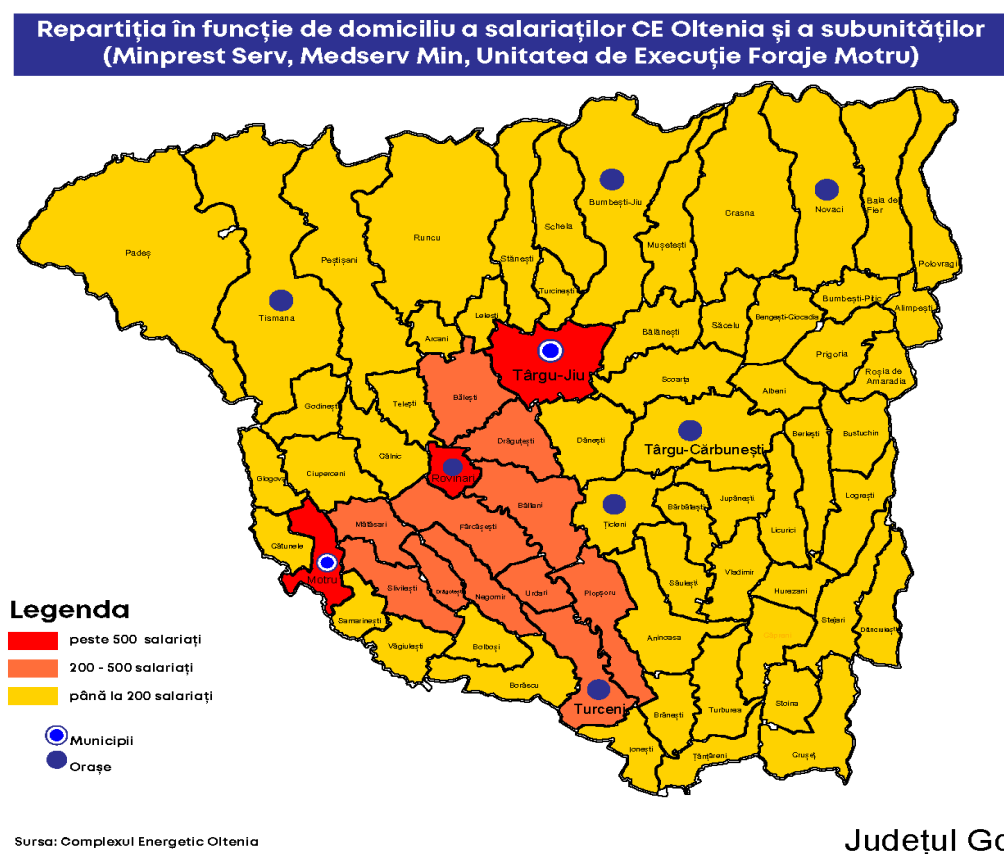 Repartiția în funcție de domiciliu a salariaților CE Oltenia și a subunităților
(Minprest Serv, Medserv Min, Unitatea de Execuție Foraje Motru)
Padeș
Tismana
Peștișani
Runcu
Stănești
Schela
Turcinești
Bumbești-Jiu
Mușetești
Crasna
Novaci
Baia de
Fier
Polovragi
Arcani
Lelești
Târgu-Jiu
Bălănești
Săcelu
Bengești-Ciocadia
Bumbești-Pițic
Alimpești
Prigoria
Roșia de
Amaradia
Scoarța
Albeni
Godinești
Telești
Bălești
Drăguțești
Dănești
Târgu-Cărbunești
Berlești
Bustuchin
Glogova
Ciuperceni
Câlnic
Rovinari
Bâlteni
Țicleni
Bărbătești
Jupânești
Logrești
Licurici
Cătunele
Motru
Mătăsari
Fărcășești
Slivilești
Drăgotești
Negomir
Urdari
Plopșoru
Săulești
Vladimir
Hurezani
Samarinești
Văgiulești
Bolboși
Borăscu
Turceni
Aninoasa
Stejari
Dănciulești
Ionești
Brănești
Turburea
Stoina
Țânțăreni
Crușeț
Legenda
peste 500 salariați
200 - 500 salariați
până la 200 salariați
Municipii
Orașe
Sursa: Complexul Energetic Oltenia
Județul Go